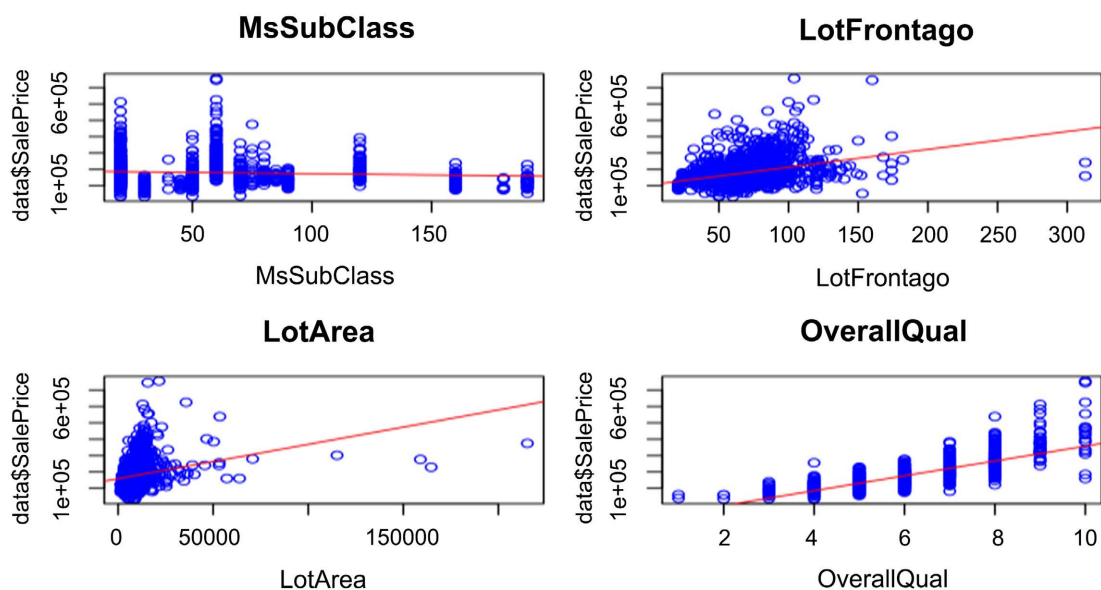 MsSubClass
data$SalePrice
6e+05
1e+05
50
100
150
MsSubClass
LotFrontago
data$SalePrice
6e+05
1e+05
50
100
150
200
250
300
LotFrontago
LotArea
data$SalePrice
6e+05
1e+05
0
50000
150000
LotArea
OverallQual
data$SalePrice
6e+05
1e+05
2
4
6
8
10
OverallQual